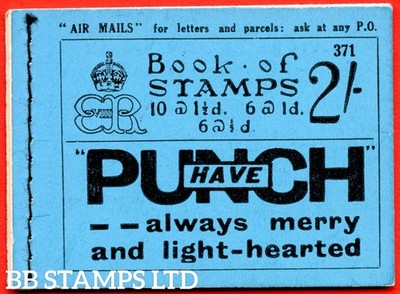 "AIR MAILS" for letters and parcels: ask at any P.O.
371
Book of
STAMPS 2/-
10 @ 1½d. 6 @ 1d.
6 @ ½d.
E VIII R
"PUNCH"
HAVE
-- always merry
and light-hearted
BB STAMPS LTD